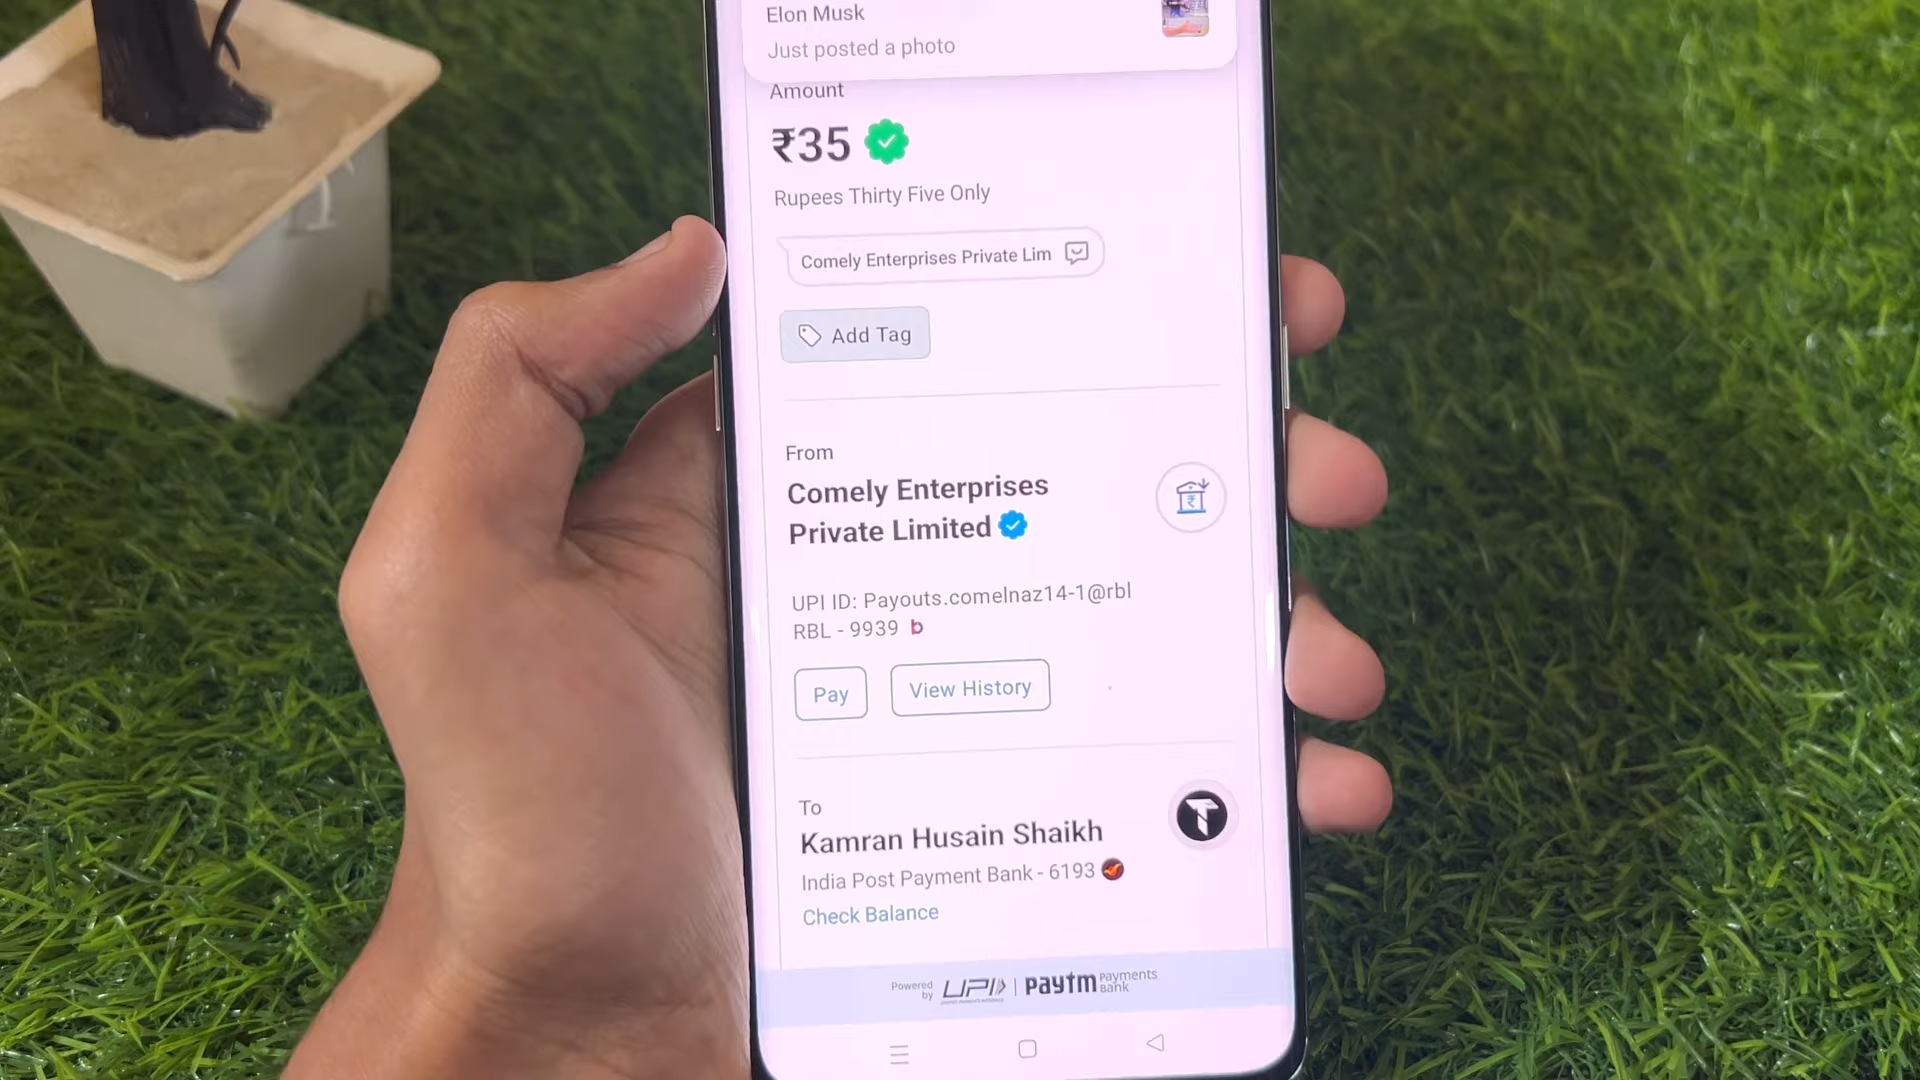 Elon Musk
Just posted a photo
Amount
₹35
Rupees Thirty Five Only
Comely Enterprises Private Lim
Add Tag
From
Comely Enterprises
Private Limited
UPI ID: Payouts.comelnaz14-1@rbl
RBL - 9939
Pay
View History
To
Kamran Husain Shaikh
India Post Payment Bank - 6193
Check Balance
Powered by UPI | paytm Payments Bank